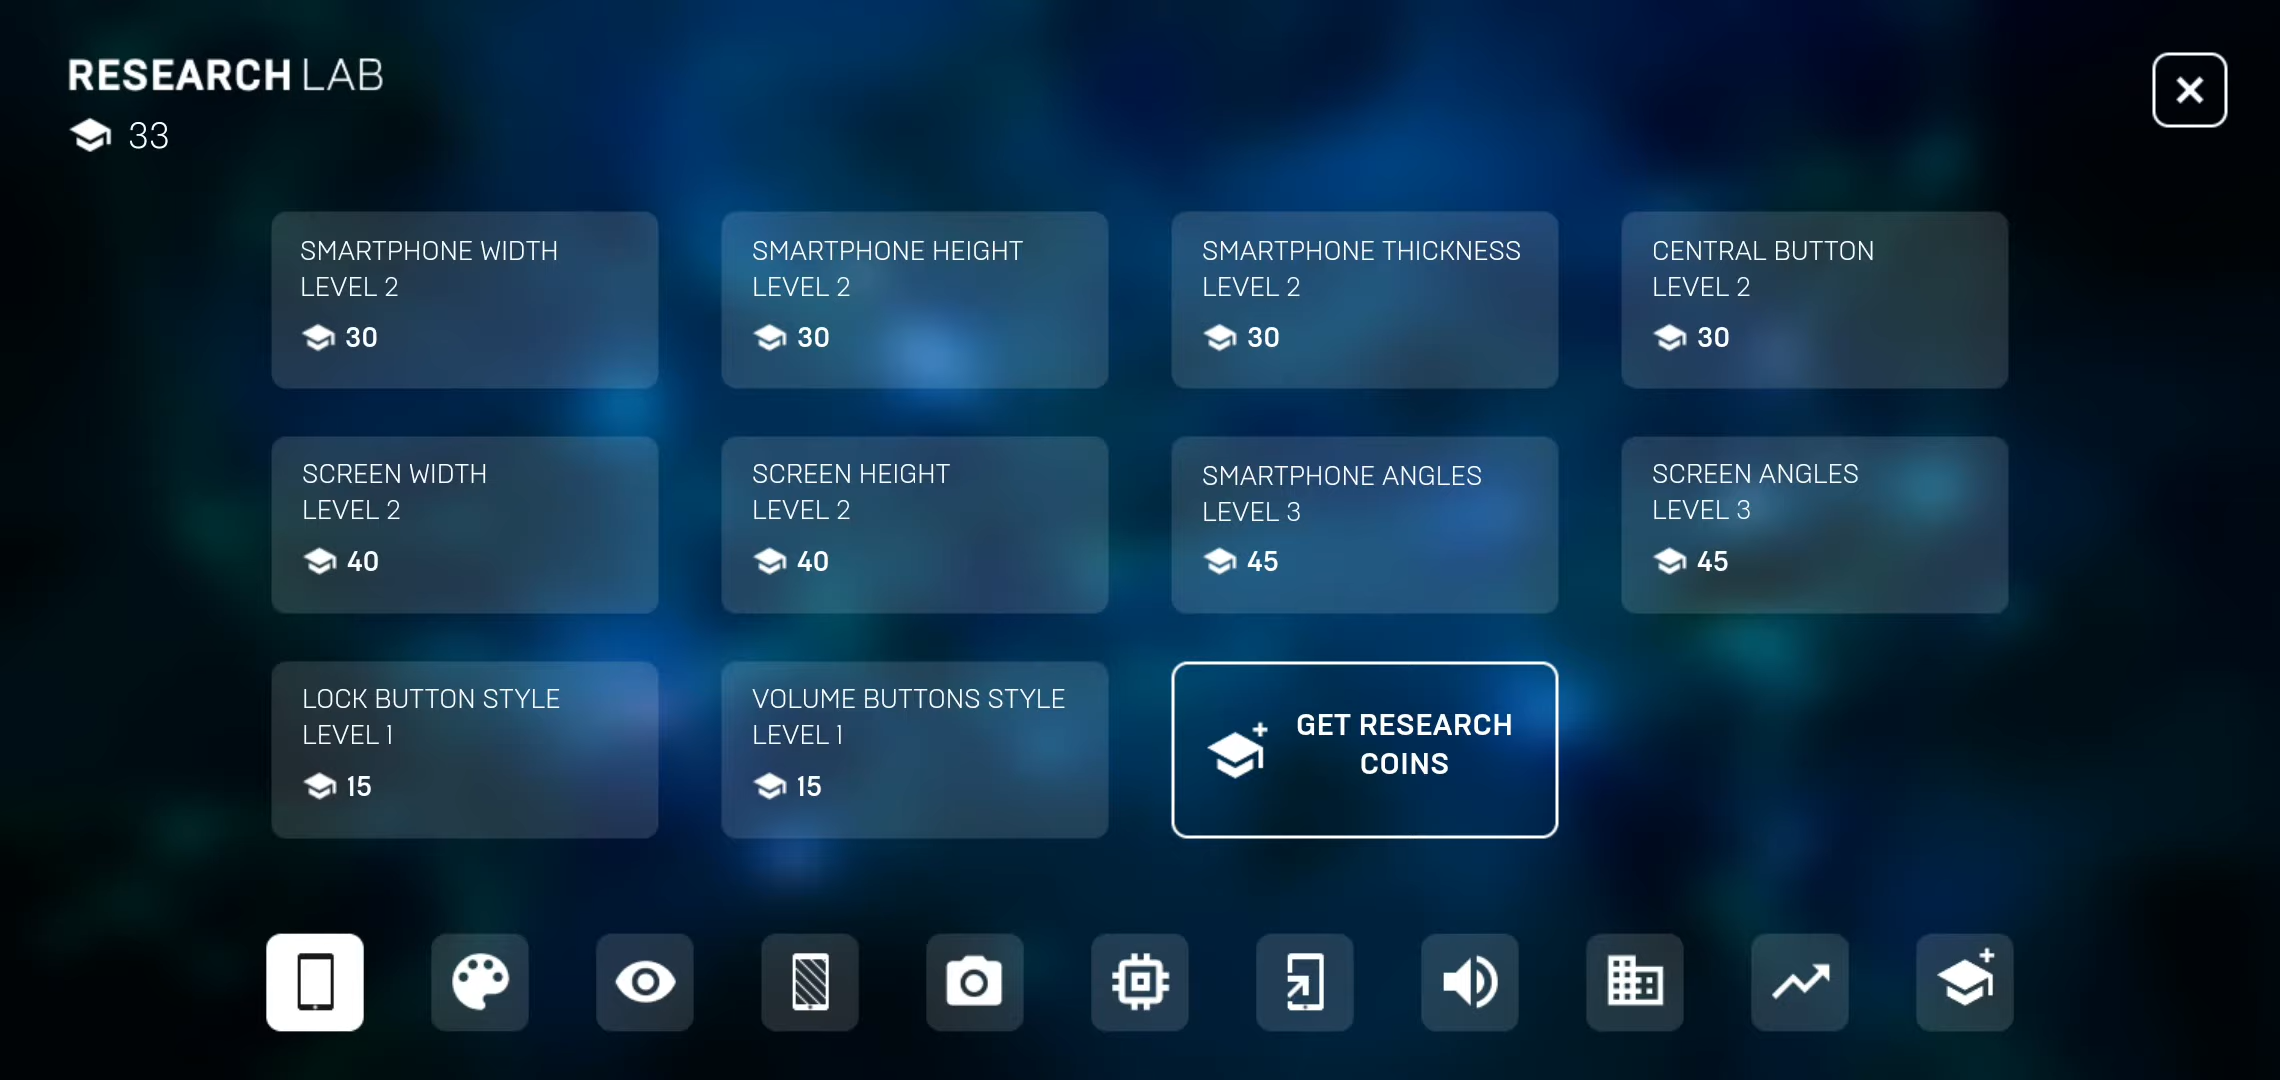 RESEARCH LAB
33
SMARTPHONE WIDTH
LEVEL 2
30
SMARTPHONE HEIGHT
LEVEL 2
30
SMARTPHONE THICKNESS
LEVEL 2
30
CENTRAL BUTTON
LEVEL 2
30
SCREEN WIDTH
LEVEL 2
40
SCREEN HEIGHT
LEVEL 2
40
SMARTPHONE ANGLES
LEVEL 3
45
SCREEN ANGLES
LEVEL 3
45
LOCK BUTTON STYLE
LEVEL 1
15
VOLUME BUTTONS STYLE
LEVEL 1
15
GET RESEARCH
COINS